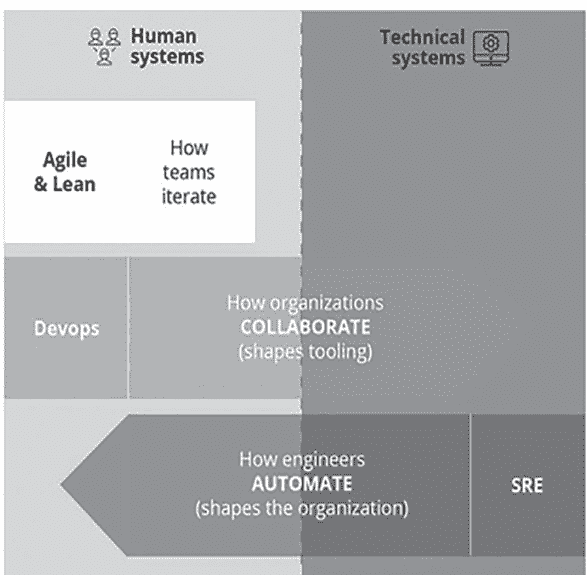 Human
systems
Technical
systems
Agile
& Lean
How
teams
iterate
Devops
How organizations
COLLABORATE
(shapes tooling)
How engineers
AUTOMATE
(shapes the organization)
SRE